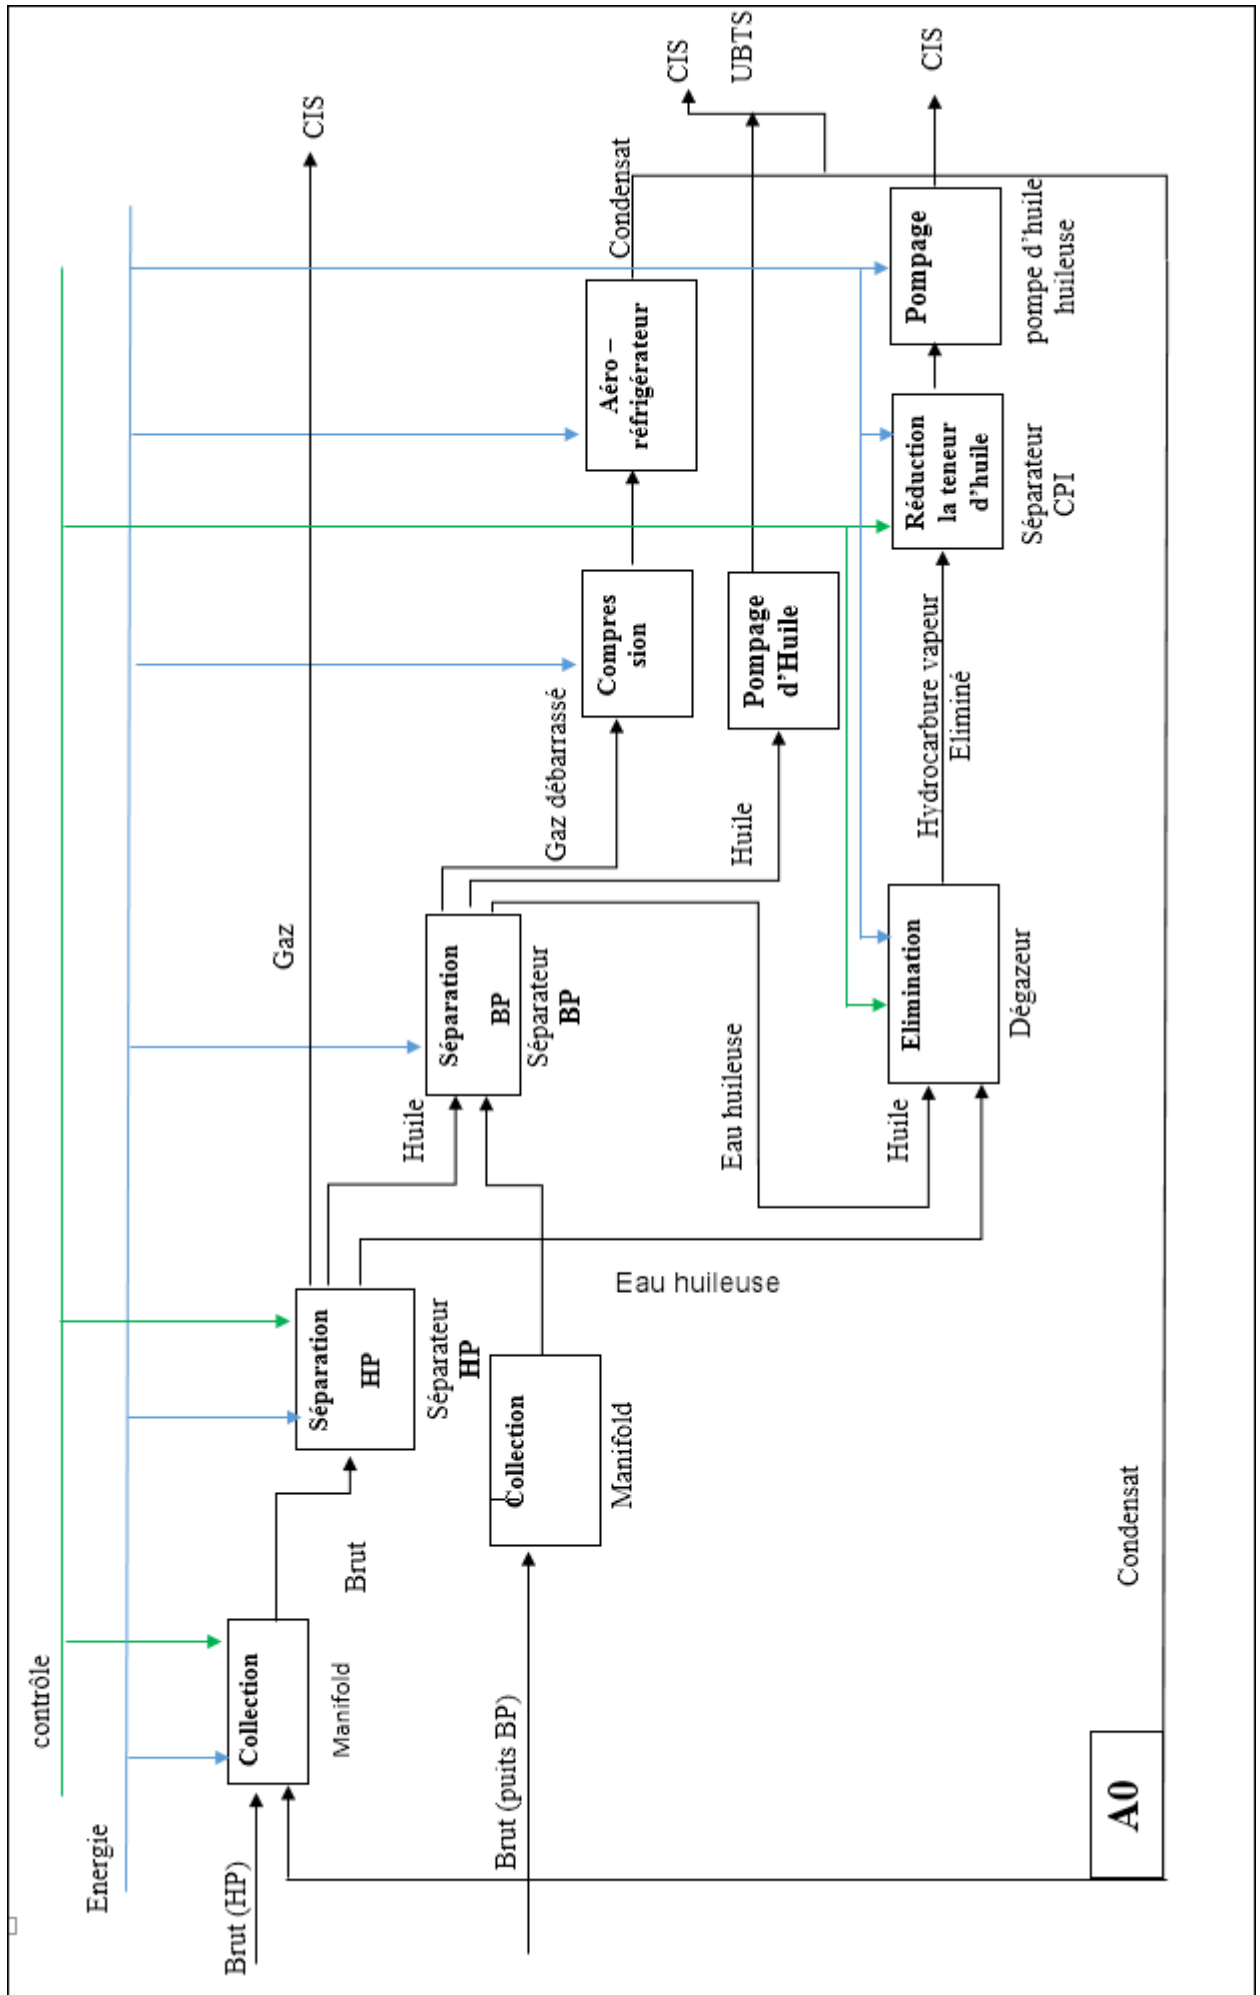 contrôle
Energie
Brut (HP)
Collection
Manifold
Brut
Séparation
HP
Séparateur
HP
Gaz
CIS
Brut (puits BP)
Collection
Manifold
Huile
Séparation
BP
Séparateur
BP
Eau huileuse
Eau huileuse
Gaz débarrassé
Compres
sion
Aéro –
réfrigérateur
Condensat
CIS
UBTS
Huile
Pompage
d’Huile
Huile
Elimination
Dégazeur
Hydrocarbure vapeur
Eliminé
Réduction
la teneur
d’huile
Séparateur
CPI
Pompage
pompe d’huile
huileuse
CIS
Condensat
A0